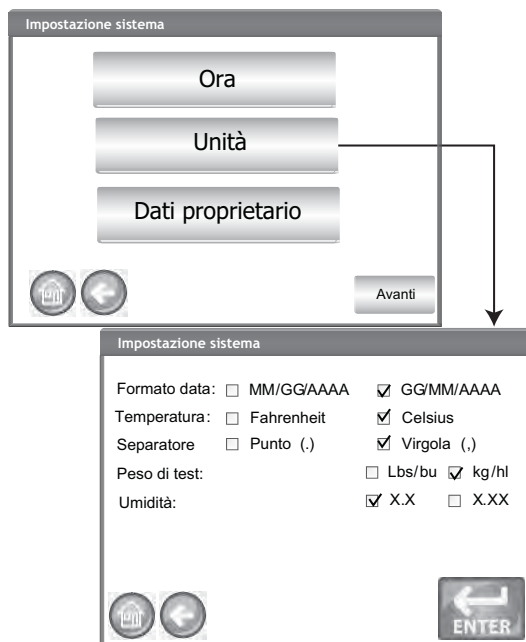 Impostazione sistema
Ora
Unità
Dati proprietario
Avanti
Impostazione sistema
Formato data: MM/GG/AAAA GG/MM/AAAA
Temperatura: Fahrenheit Celsius
Separatore Punto (.) Virgola (,)
Peso di test: Lbs/bu kg/hl
Umidità: X.X X.XX
ENTER